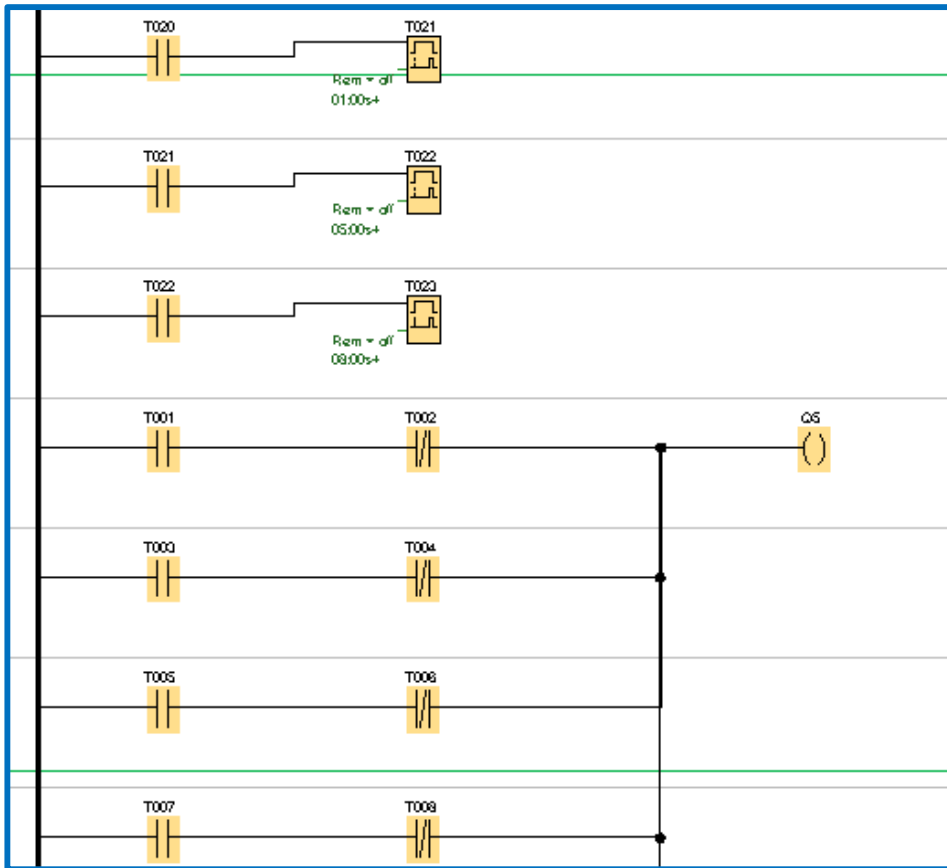 T020 T021
Rem = off
01:00s+
T021 T022
Rem = off
05:00s+
T022 T023
Rem = off
08:00s+
T001 T002 Q5
T003 T004
T005 T006
T007 T008